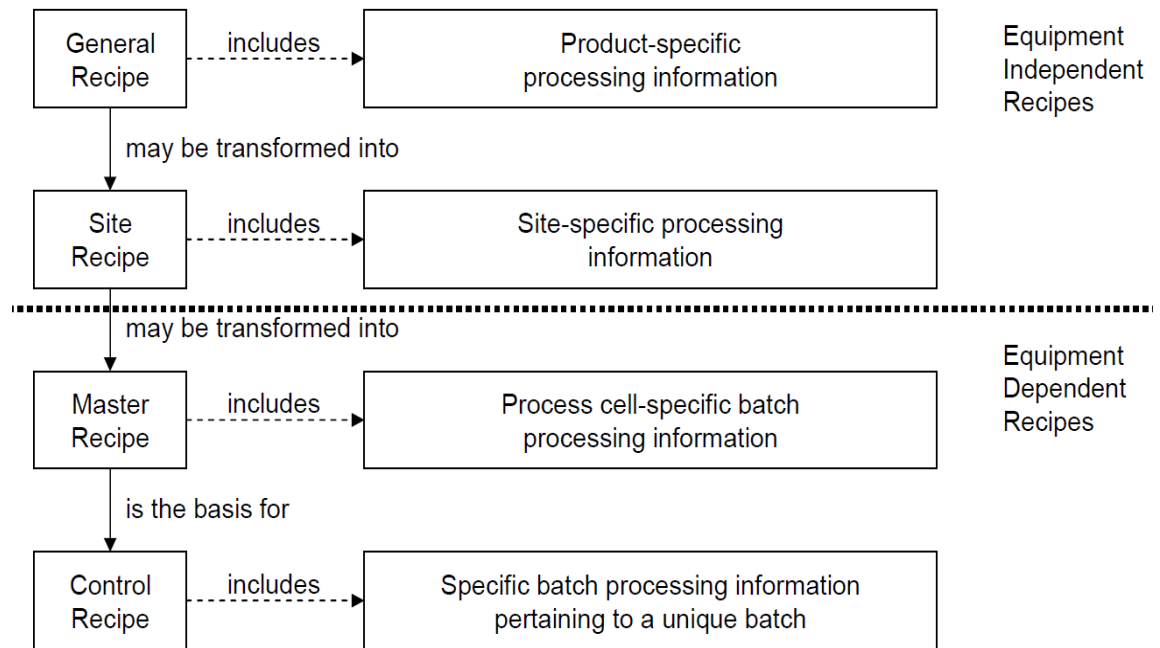 General
Recipe
includes
Product-specific
processing information
Equipment
Independent
Recipes
may be transformed into
Site
Recipe
includes
Site-specific processing
information
may be transformed into
Equipment
Dependent
Recipes
Master
Recipe
includes
Process cell-specific batch
processing information
is the basis for
Control
Recipe
includes
Specific batch processing information
pertaining to a unique batch